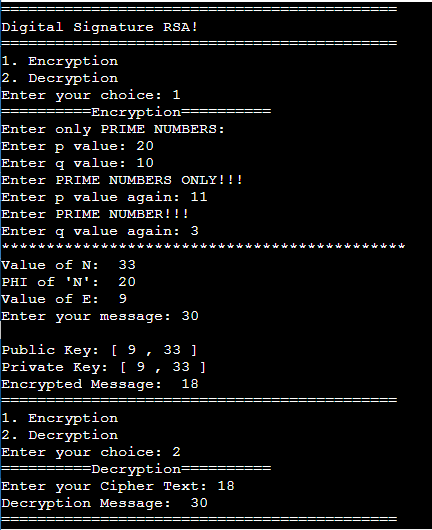 ============================================
Digital Signature RSA!
============================================
1. Encryption
2. Decryption
Enter your choice: 1
==========Encryption==========
Enter only PRIME NUMBERS:
Enter p value: 20
Enter q value: 10
Enter PRIME NUMBERS ONLY!!!
Enter p value again: 11
Enter PRIME NUMBER!!!
Enter q value again: 3
*********************************************
Value of N:  33
PHI of 'N':  20
Value of E:  9
Enter your message: 30
Public Key: [ 9 , 33 ]
Private Key: [ 9 , 33 ]
Encrypted Message:  18
============================================
1. Encryption
2. Decryption
Enter your choice: 2
==========Decryption==========
Enter your Cipher Text: 18
Decryption Message:  30
============================================